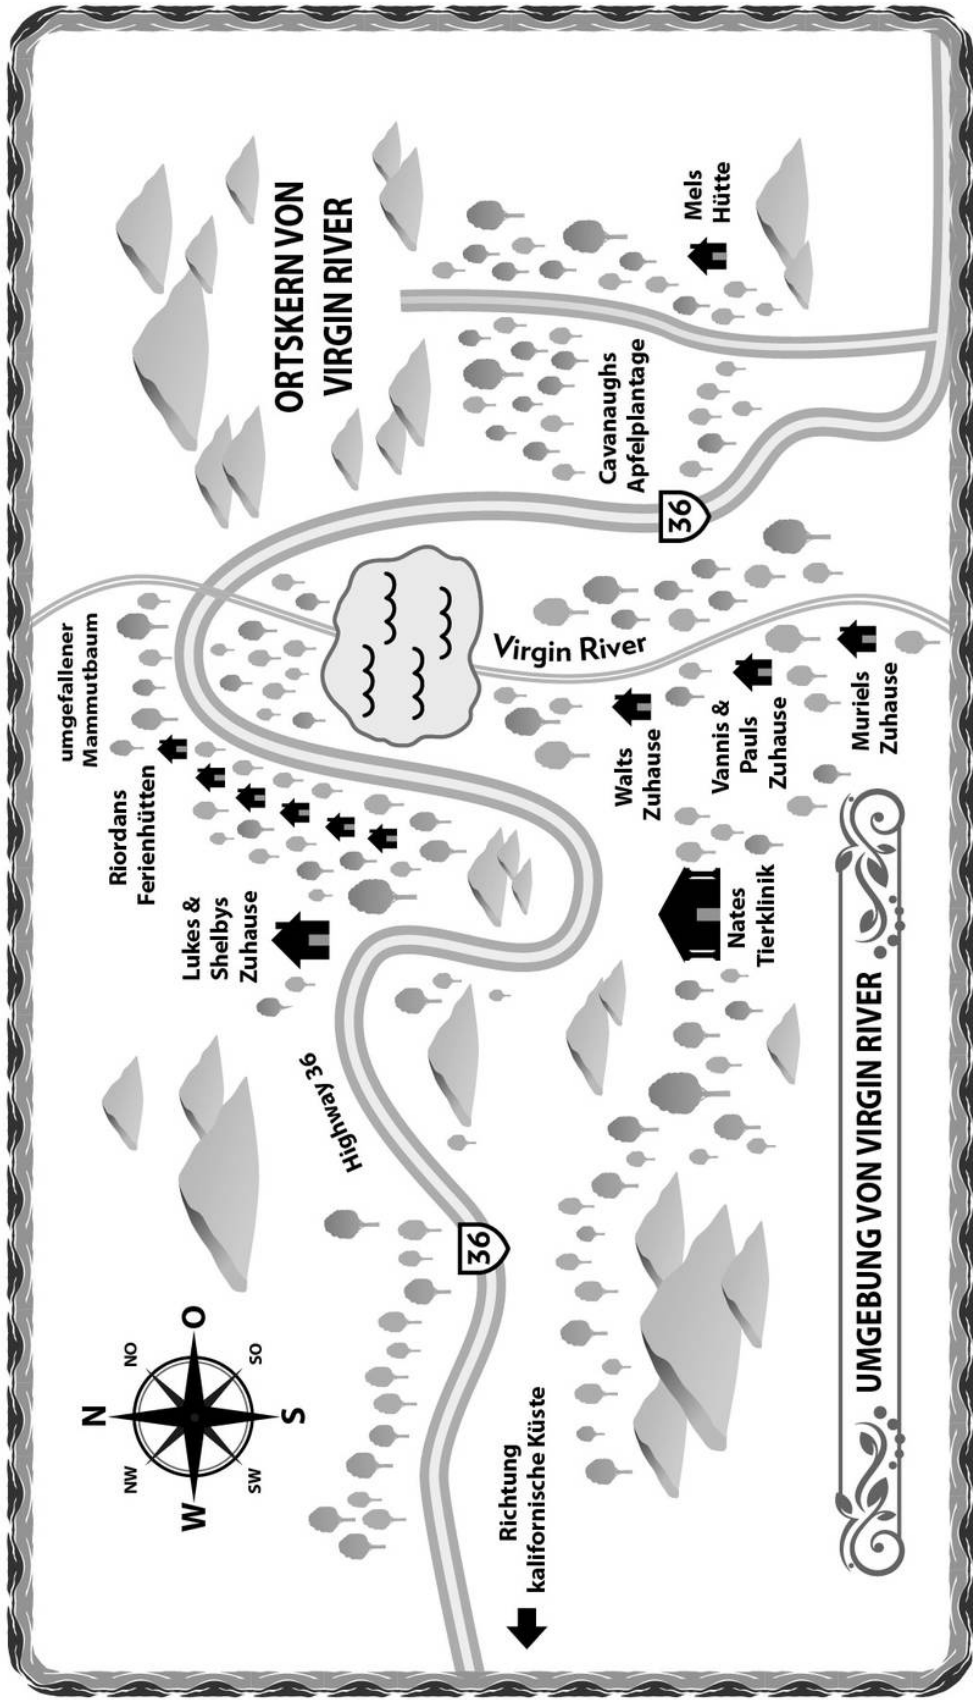 N
NW
NO
W
O
SW
SO
S
umgefallener
Mammutbaum
Riordans
Ferienhütten
Lukes &
Shelbys
Zuhause
ORTSKERN VON
VIRGIN RIVER
Highway 36
36
Richtung
kalifornische Küste
Virgin River
Walts
Zuhause
Cavanaughs
Apfelplantage
36
Mels
Hütte
Nates
Tierklinik
Vannis &
Pauls
Zuhause
Muriels
Zuhause
UMGEBUNG VON VIRGIN RIVER